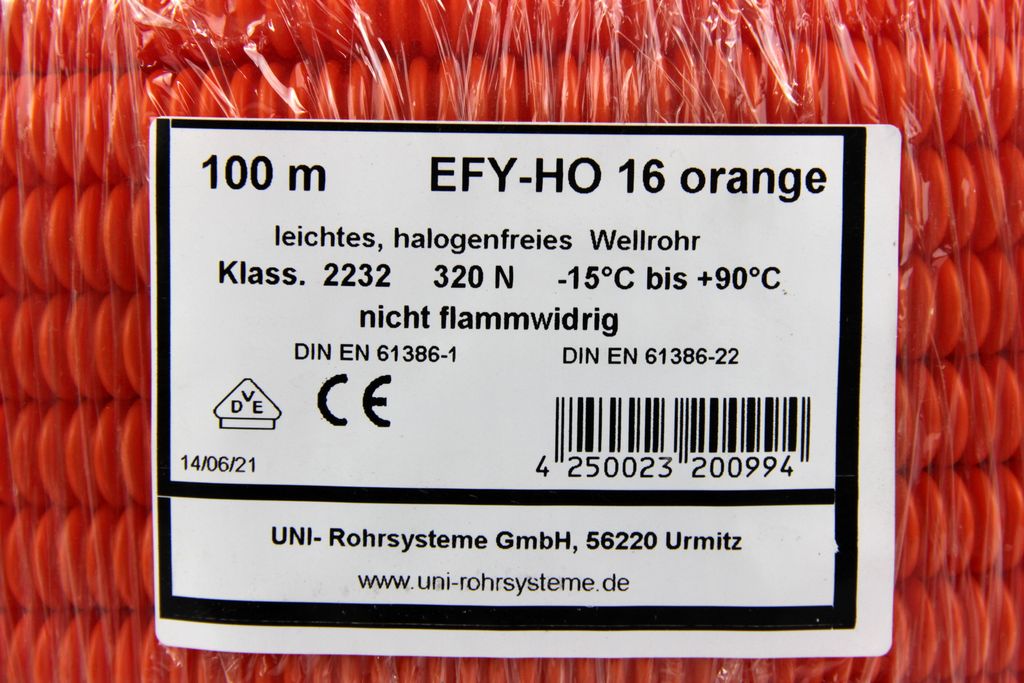 100 m EFY-HO 16 orange
leichtes, halogenfreies Wellrohr
Klass. 2232 320 N -15°C bis +90°C
nicht flammwidrig
DIN EN 61386-1 DIN EN 61386-22
VDE CE
14/06/21 4 250023 200994
UNI- Rohrsysteme GmbH, 56220 Urmitz
www.uni-rohrsysteme.de